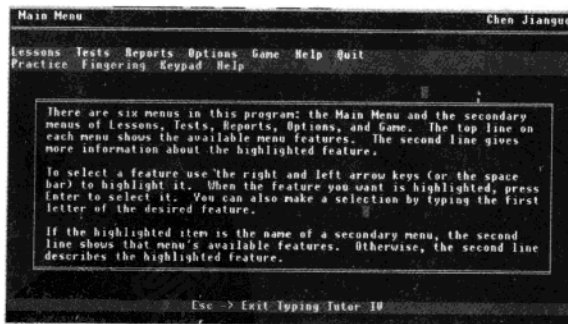 Main Menu Chen Jianguo
Lessons Tests Reports Options Game Help Quit
Practice Fingering Keypad Help
There are six menus in this program: the Main Menu and the secondary
menus of Lessons, Tests, Reports, Options, and Game. The top line on
each menu shows the available menu features. The second line gives
more information about the highlighted feature.
To select a feature use the right and left arrow keys (or the space
bar) to highlight it. When the feature you want is highlighted, press
Enter to select it. You can also make a selection by typing the first
letter of the desired feature.
If the highlighted item is the name of a secondary menu, the second
line shows that menu's available features. Otherwise, the second line
describes the highlighted feature.
Esc -> Exit Typing Tutor IV